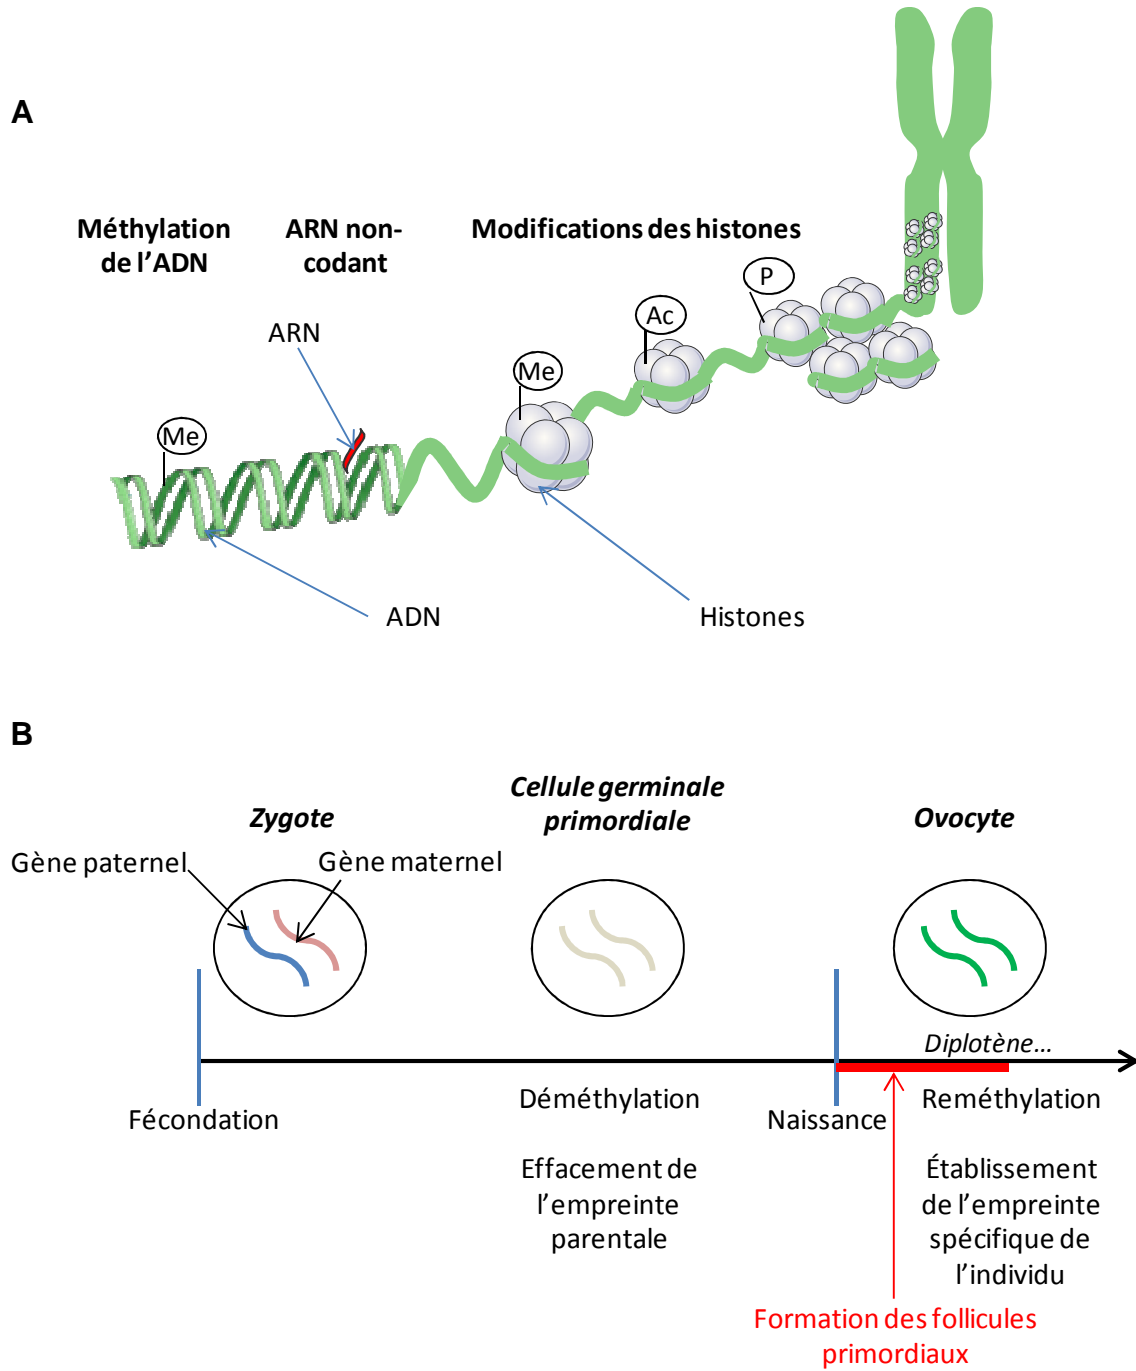 A
Méthylation
de l'ADN
ARN non-
codant
Modifications des histones
P
Ac
ARN
Me
Me
ADN
Histones
B
Zygote
Cellule germinale
primordiale
Ovocyte
Gène paternel
Gène maternel
Diplotène...
Fécondation
Déméthylation
Naissance
Reméthylation
Effacement de
l'empreinte
parentale
Établissement
de l'empreinte
spécifique de
l'individu
Formation des follicules
primordiaux